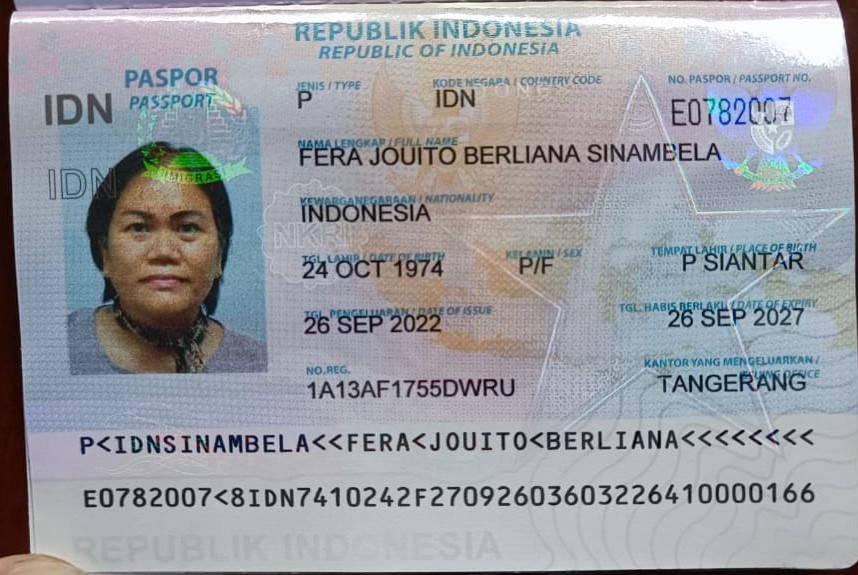 REPUBLIK INDONESIA
REPUBLIC OF INDONESIA
IDN
PASPOR
PASSPORT
JENIS / TYPE
P
KODE NEGARA / COUNTRY CODE
IDN
NO. PASPOR / PASSPORT NO.
E0782007
IDN
IMIGRASI
NAMA LENGKAP / FULL NAME
FERA JOUITO BERLIANA SINAMBELA
KEWARGANEGARAAN / NATIONALITY
INDONESIA
NKRI
TGL. LAHIR / DATE OF BIRTH
24 OCT 1974
KELAMIN / SEX
P/F
TEMPAT LAHIR / PLACE OF BIRTH
P SIANTAR
TGL. PENGELUARAN / DATE OF ISSUE
26 SEP 2022
TGL. HABIS BERLAKU / DATE OF EXPIRY
26 SEP 2027
NO. REG.
1A13AF1755DWRU
KANTOR YANG MENGELUARKAN /
ISSUING OFFICE
TANGERANG
P<IDNSINAMBELA<<FERA<JOUITO<BERLIANA<<<<<<<<
E0782007<8IDN7410242F27092603603226410000166
REPUBLIK INDONESIA